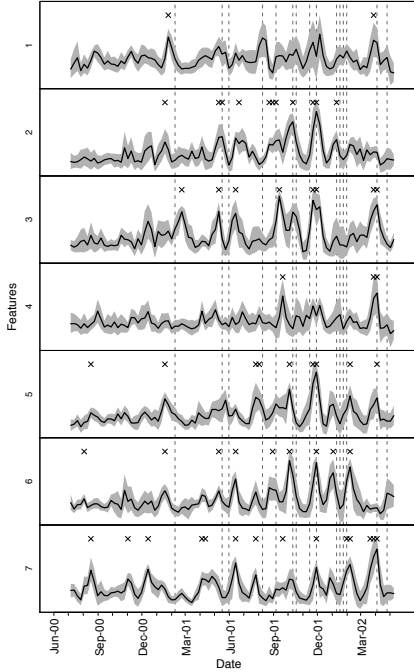 1
2
3
4
5
6
7
Features
Jun-00
Sep-00
Dec-00
Mar-01
Jun-01
Sep-01
Dec-01
Mar-02
Date